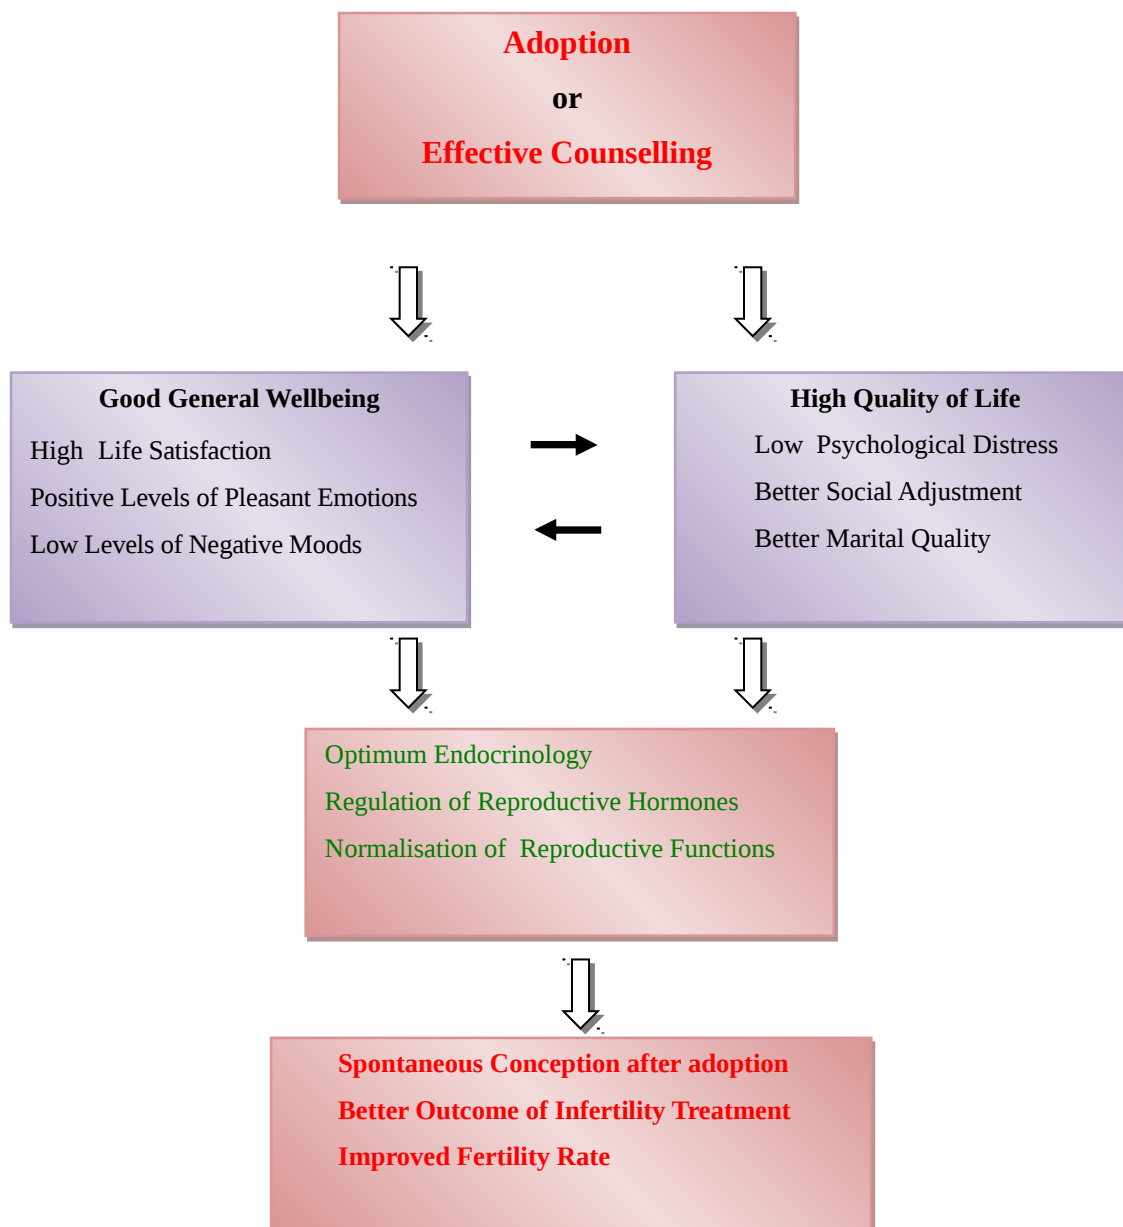 Adoption
or
Effective Counselling
Good General Wellbeing
High  Life Satisfaction
Positive Levels of Pleasant Emotions
Low Levels of Negative Moods
High Quality of Life
Low  Psychological Distress
Better Social Adjustment
Better Marital Quality
Optimum Endocrinology
Regulation of Reproductive Hormones
Normalisation of  Reproductive Functions
Spontaneous Conception after adoption
Better Outcome of Infertility Treatment
Improved Fertility Rate